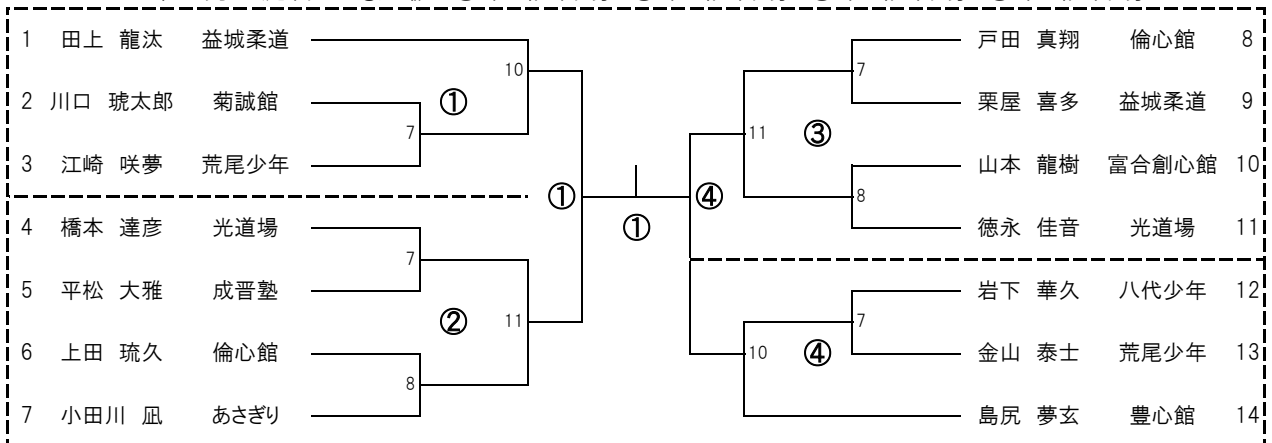 1 田上 龍汰 益城柔道
2 川口 琥太郎 菊誠館
3 江崎 咲夢 荒尾少年
4 橋本 達彦 光道場
5 平松 大雅 成晋塾
6 上田 琉久 倫心館
7 小田川 凪 あさぎり
10
7
①
7
8
②
11
①
①
④
戸田 真翔 倫心館 8
栗屋 喜多 益城柔道 9
山本 龍樹 富合創心館 10
徳永 佳音 光道場 11
岩下 華久 八代少年 12
金山 泰士 荒尾少年 13
島尻 夢玄 豊心館 14
7
11
③
8
7
10
④